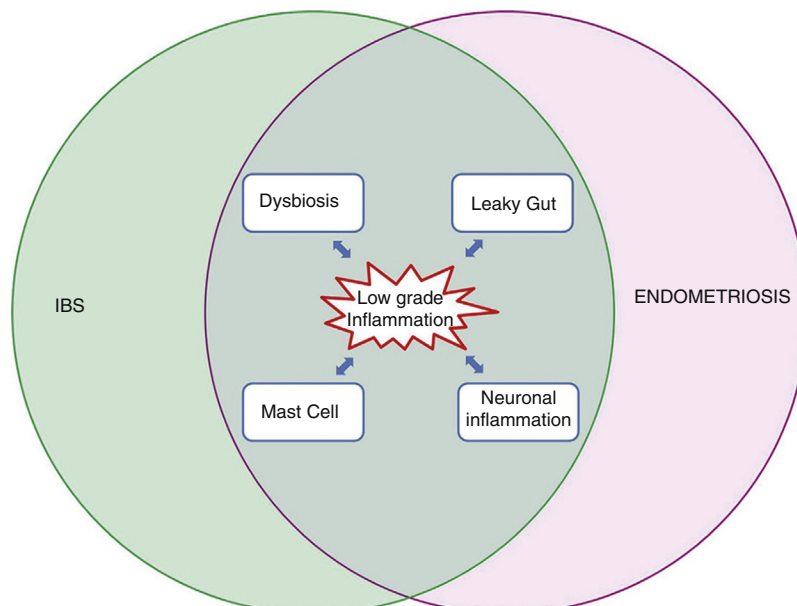 Dysbiosis
Leaky Gut
IBS
Low grade
Inflammation
ENDOMETRIOSIS
Mast Cell
Neuronal
inflammation